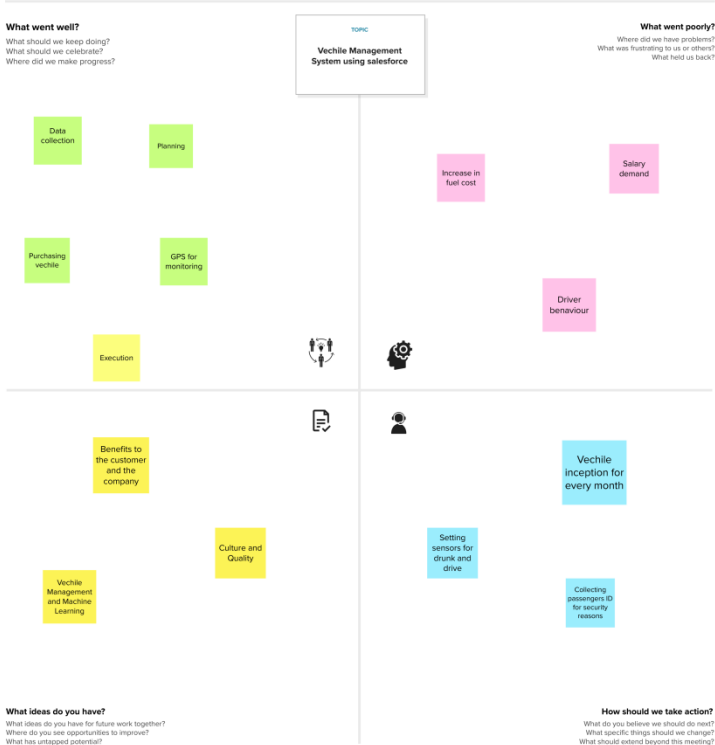 What went well?
What should we keep doing?
What should we celebrate?
Where did we make progress?
TOPIC
Vechile Management
System using salesforce
What went poorly?
Where did we have problems?
What was frustrating to us or others?
What held us back?
Data
collection
Planning
Purchasing
vechile
GPS for
monitoring
Execution
Increase in
fuel cost
Salary
demand
Driver
benaviour
Benefits to
the customer
and the
company
Culture and
Quality
Vechile
Management
and Machine
Learning
Vechile
inception for
every month
Setting
sensors for
drunk and
drive
Collecting
passengers ID
for security
reasons
What ideas do you have?
What ideas do you have for future work together?
Where do you see opportunities to improve?
What has untapped potential?
How should we take action?
What do you believe we should do next?
What specific things should we change?
What should extend beyond this meeting?